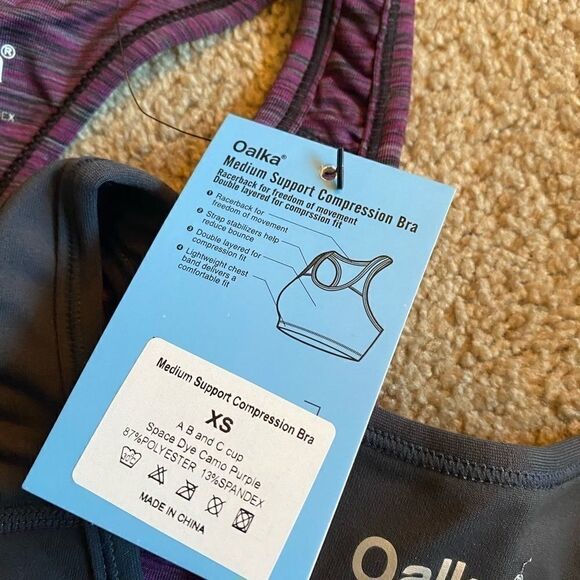 Oalka®
Medium Support Compression Bra
Racerback for freedom of movement
Double layered for comprssion fit
1 Racerback for
freedom of movement
2 Strap stabilizers help
reduce bounce
3 Double layered for
compression fit
4 Lightweight chest
band delivers a
comfortable fit
Medium Support Compression Bra
XS
A B and C cup
Space Dye Camo Purple
87%POLYESTER 13%SPANDEX
MADE IN CHINA
Oalka